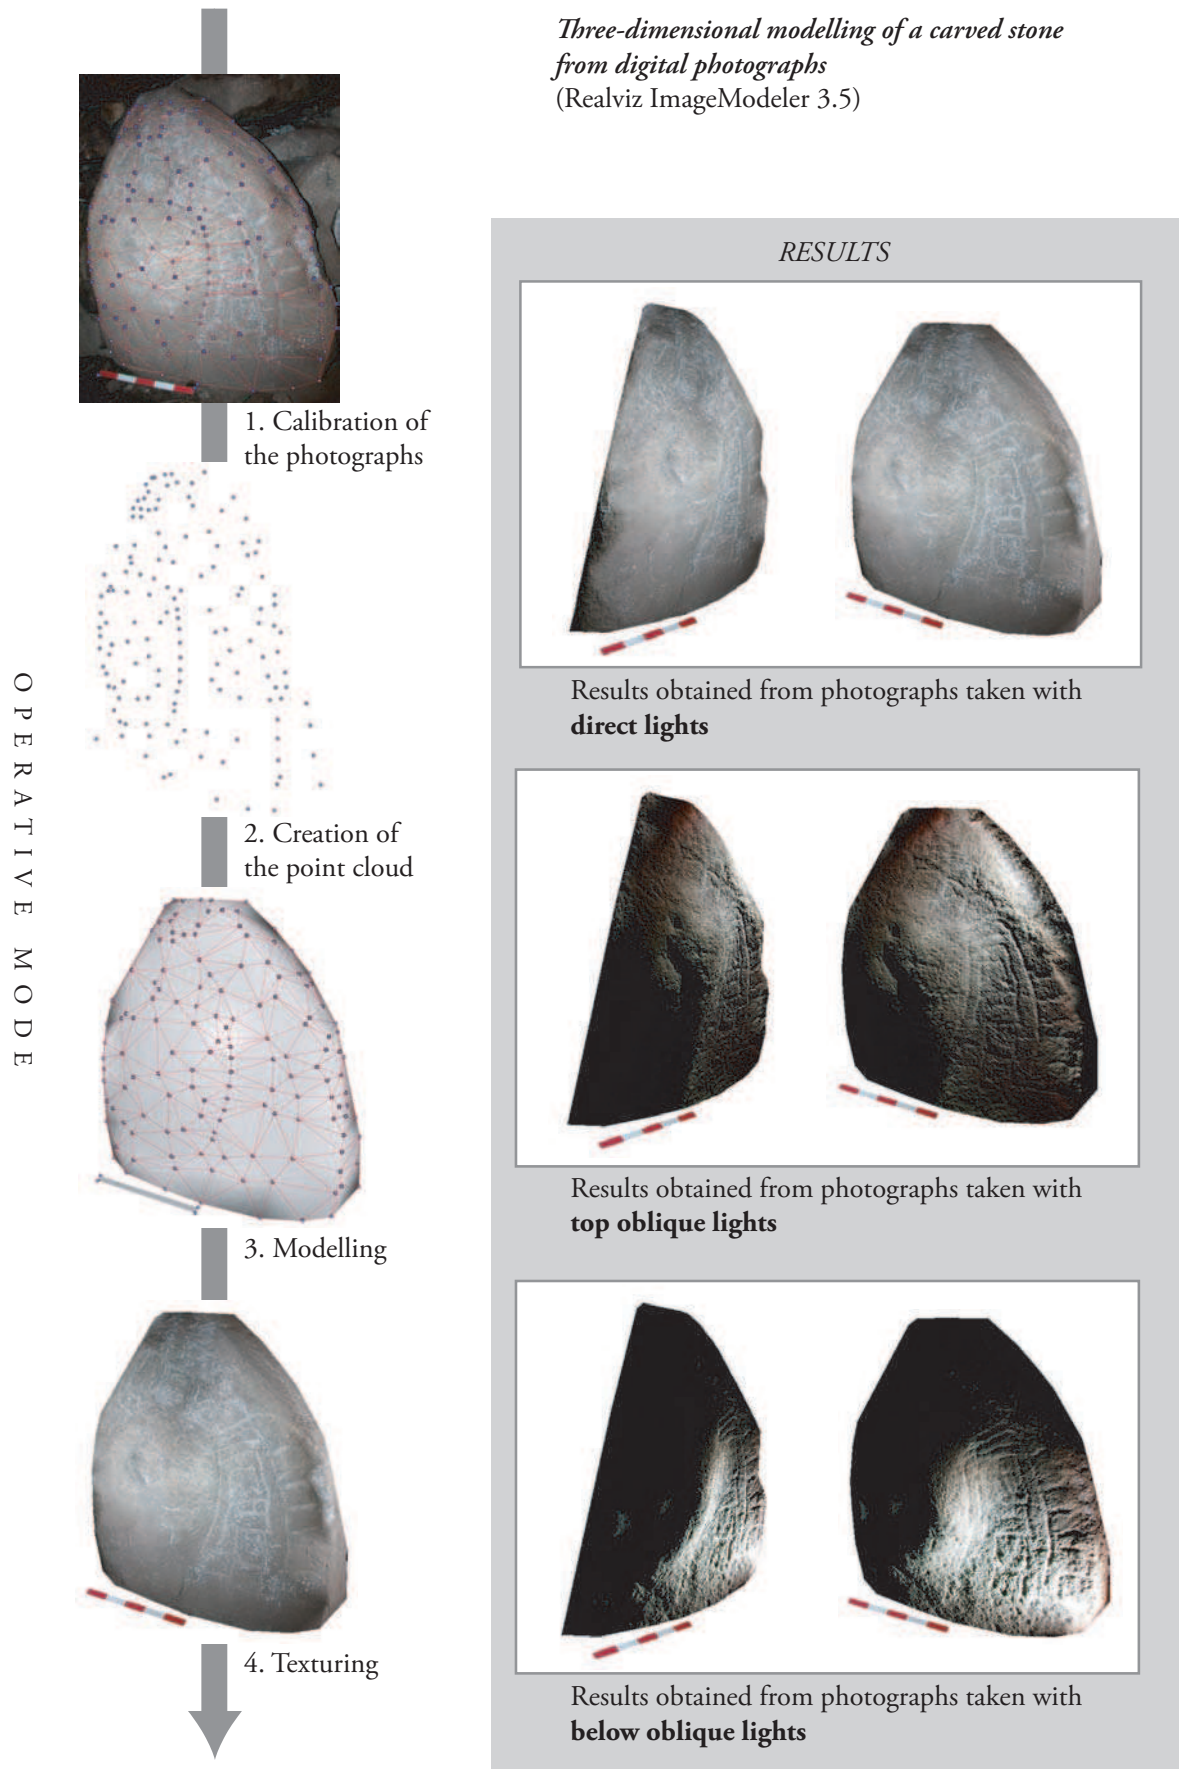 Three-dimensional modelling of a carved stone
from digital photographs
(Realviz ImageModeler 3.5)
OPERATIVE MODE
1. Calibration of
the photographs
2. Creation of
the point cloud
3. Modelling
4. Texturing
RESULTS
Results obtained from photographs taken with
direct lights
Results obtained from photographs taken with
top oblique lights
Results obtained from photographs taken with
below oblique lights